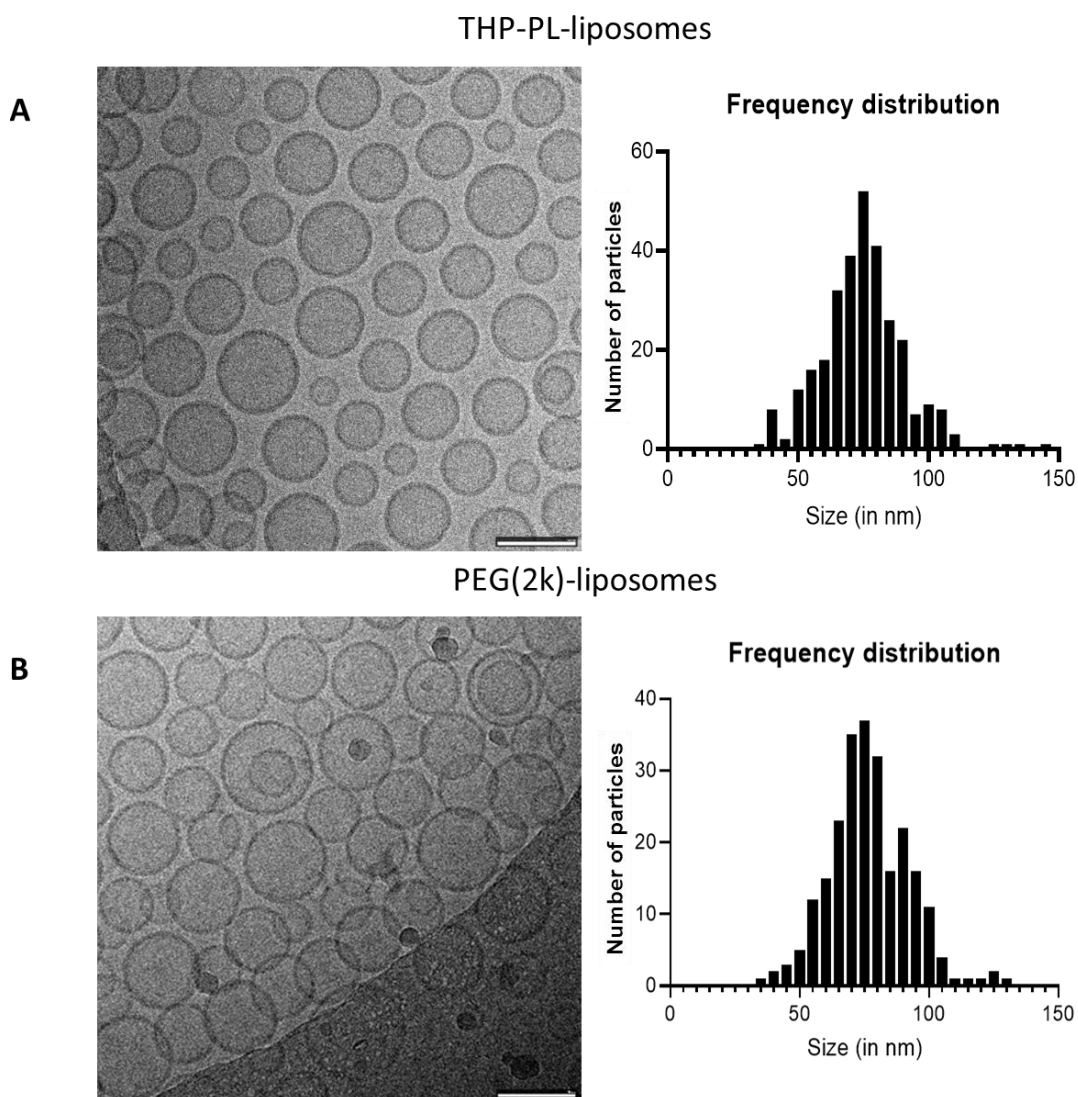 THP-PL-liposomes
A
Frequency distribution
Number of particles
60
40
20
0
0 50 100 150
Size (in nm)
PEG(2k)-liposomes
B
Frequency distribution
Number of particles
40
30
20
10
0
0 50 100 150
Size (in nm)